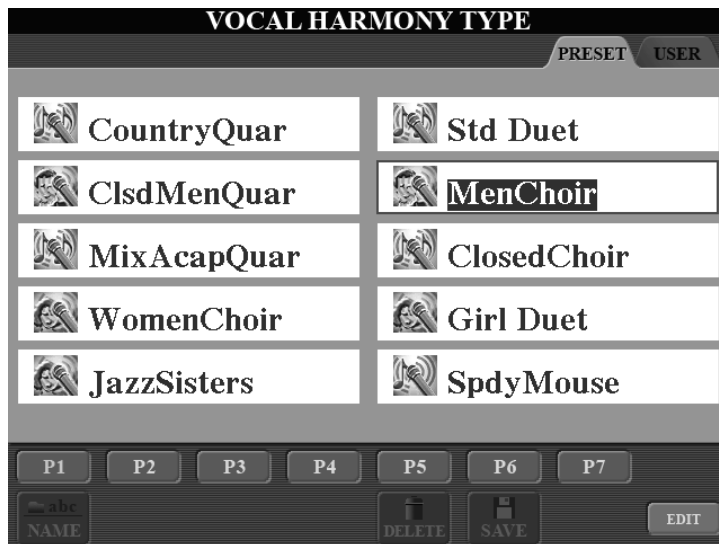 VOCAL HARMONY TYPE
PRESET USER
CountryQuar
Std Duet
ClsdMenQuar
MenChoir
MixAcapQuar
ClosedChoir
WomenChoir
Girl Duet
JazzSisters
SpdyMouse
P1 P2 P3 P4 P5 P6 P7
abc
NAME DELETE SAVE EDIT